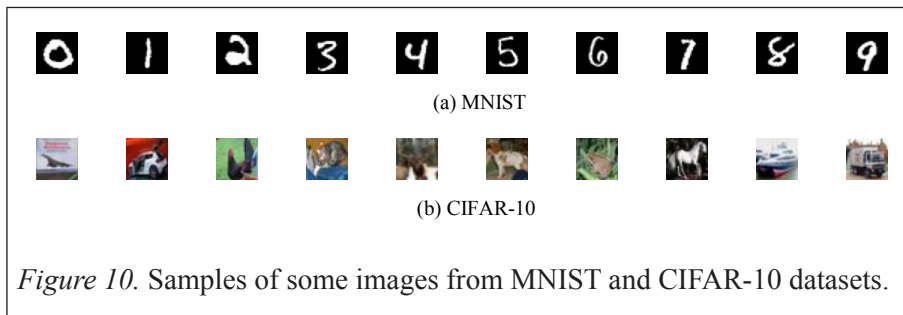 0 1 2 3 4 5 6 7 8 9
(a) MNIST
(b) CIFAR-10
Figure 10. Samples of some images from MNIST and CIFAR-10 datasets.